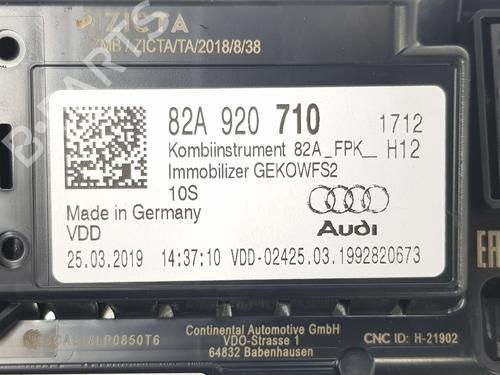 ZICTA
ZMB / ZICTA/TA/2018/8/38
82A 920 710 1712
Kombiinstrument 82A_FPK__ H12
Immobilizer GEKOWFS2
10S
Made in Germany
VDD
Audi
25.03.2019 14:37:10 VDD-02425.03.1992820673
Continental Automotive GmbH
VDO-Strasse 1
64832 Babenhausen
CNC ID: H-21902